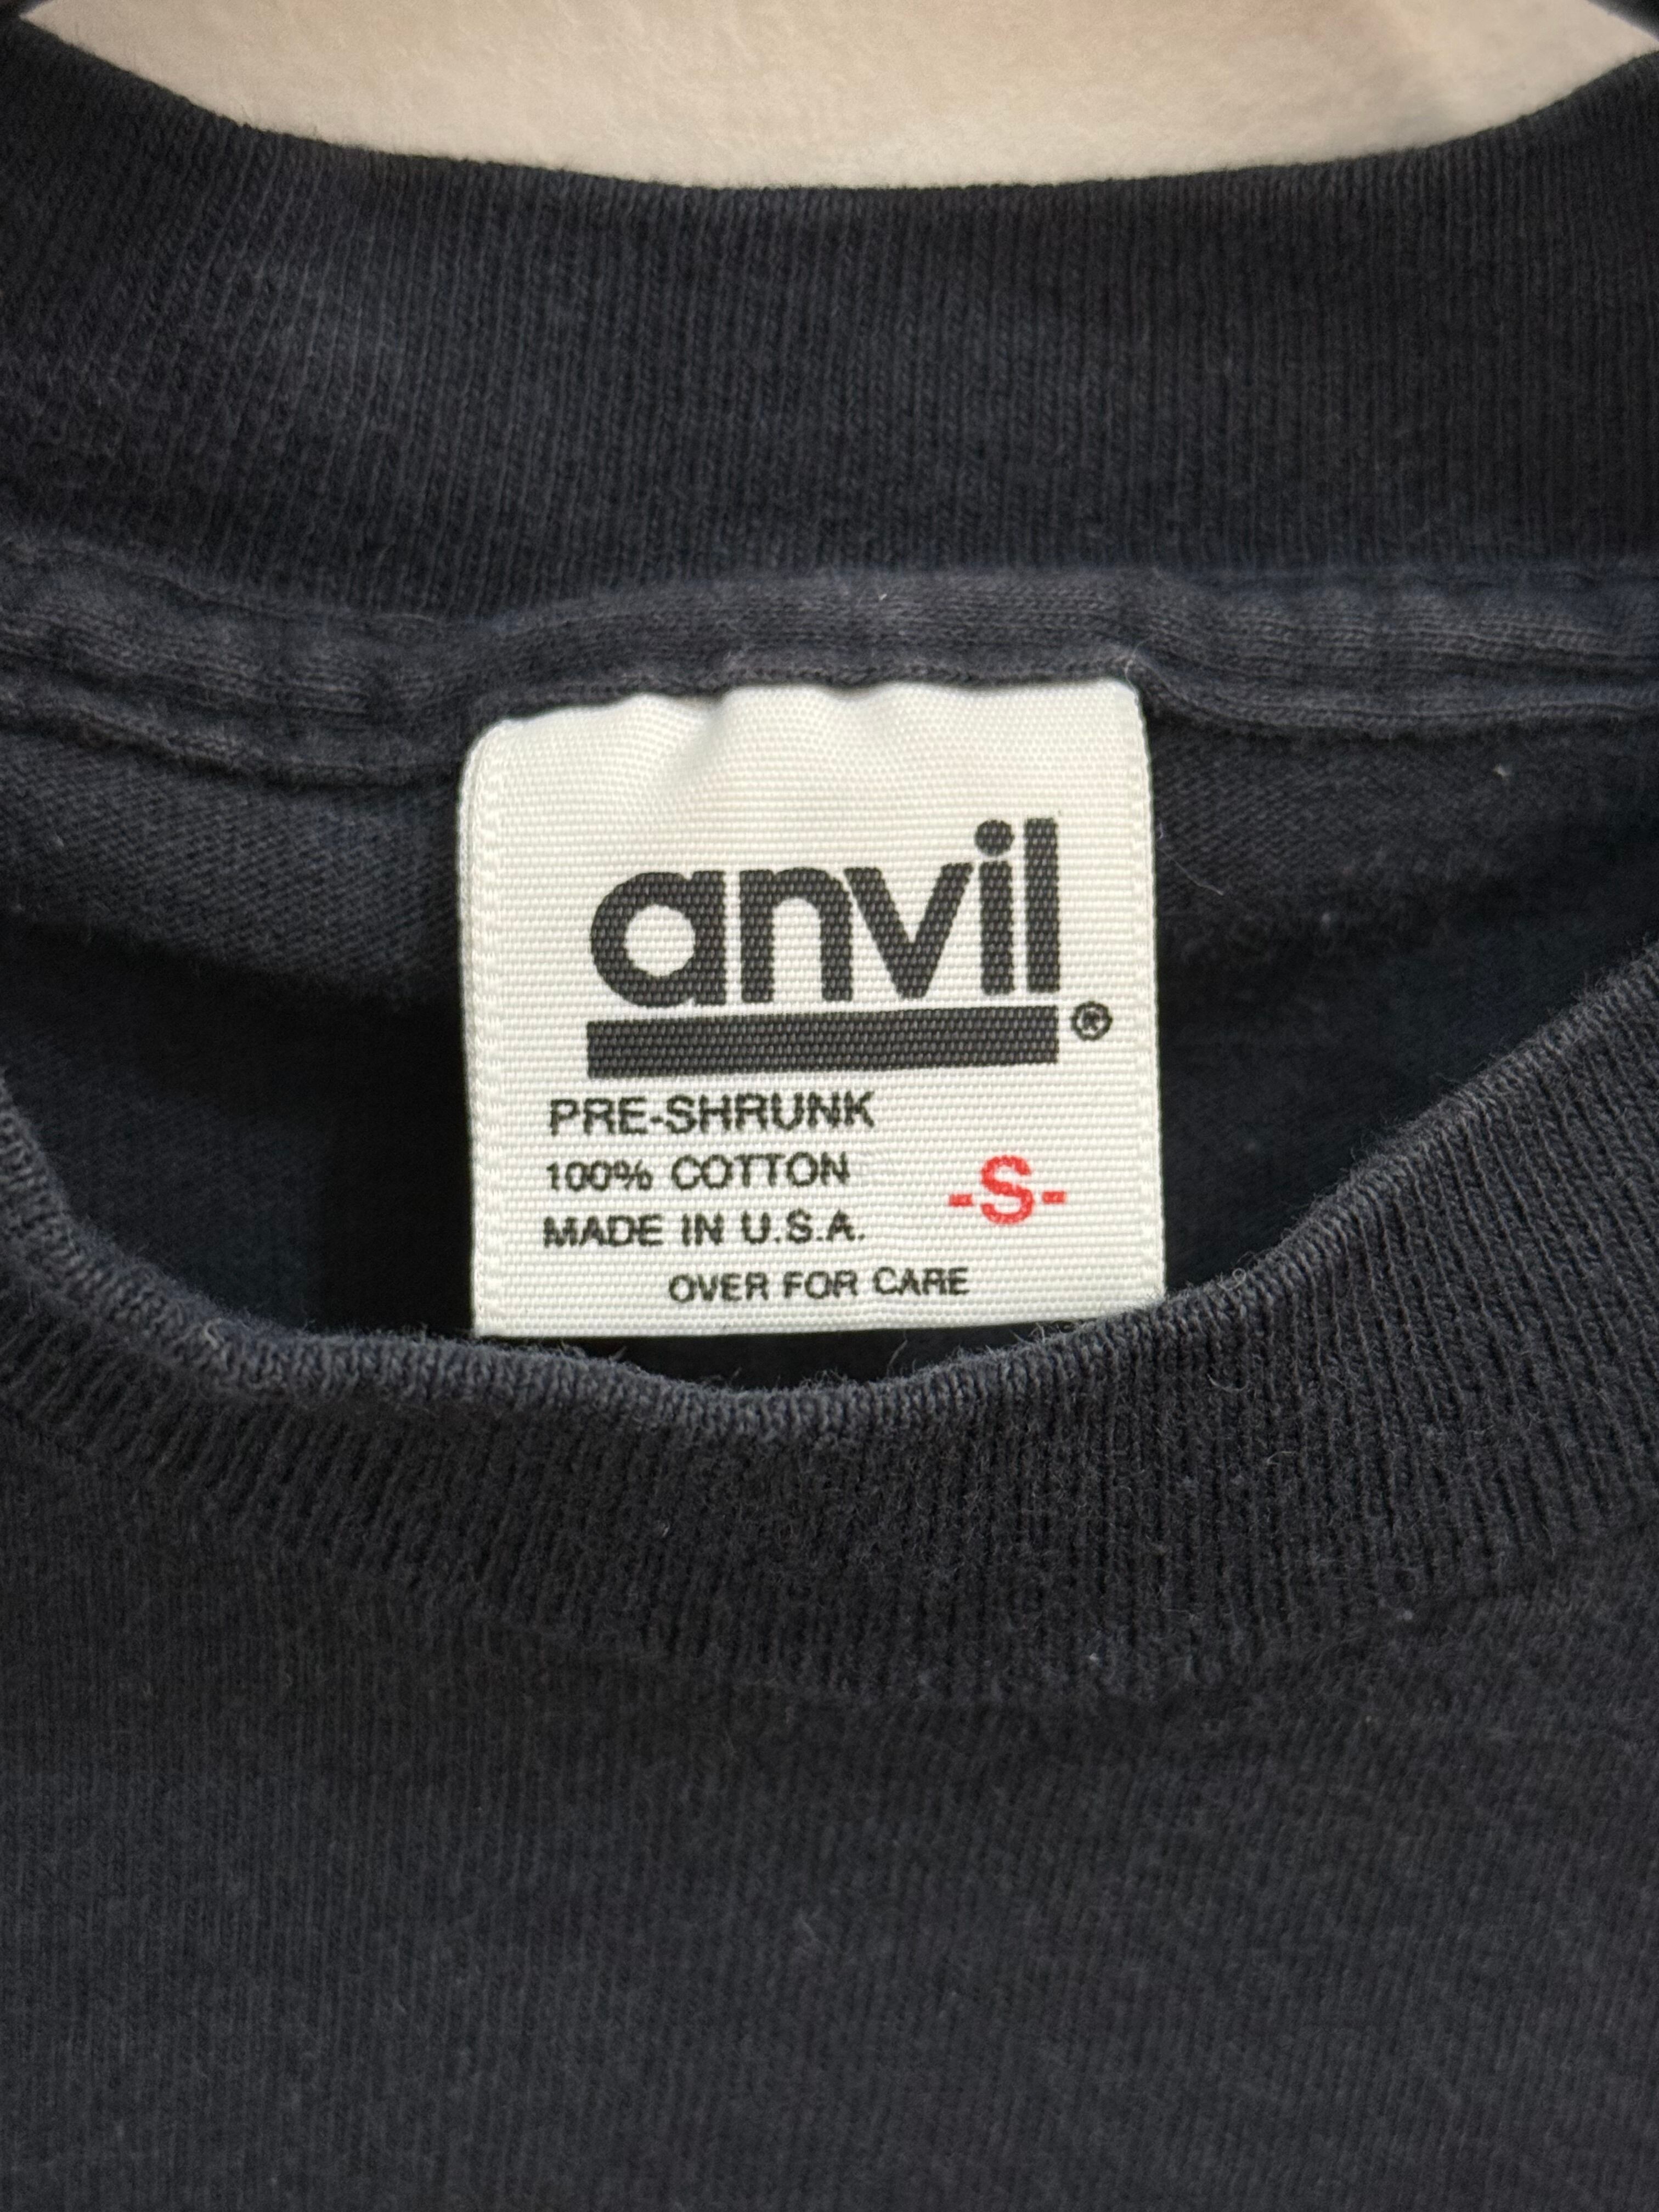 anvil
®
PRE-SHRUNK
100% COTTON
-S-
MADE IN U.S.A.
OVER FOR CARE